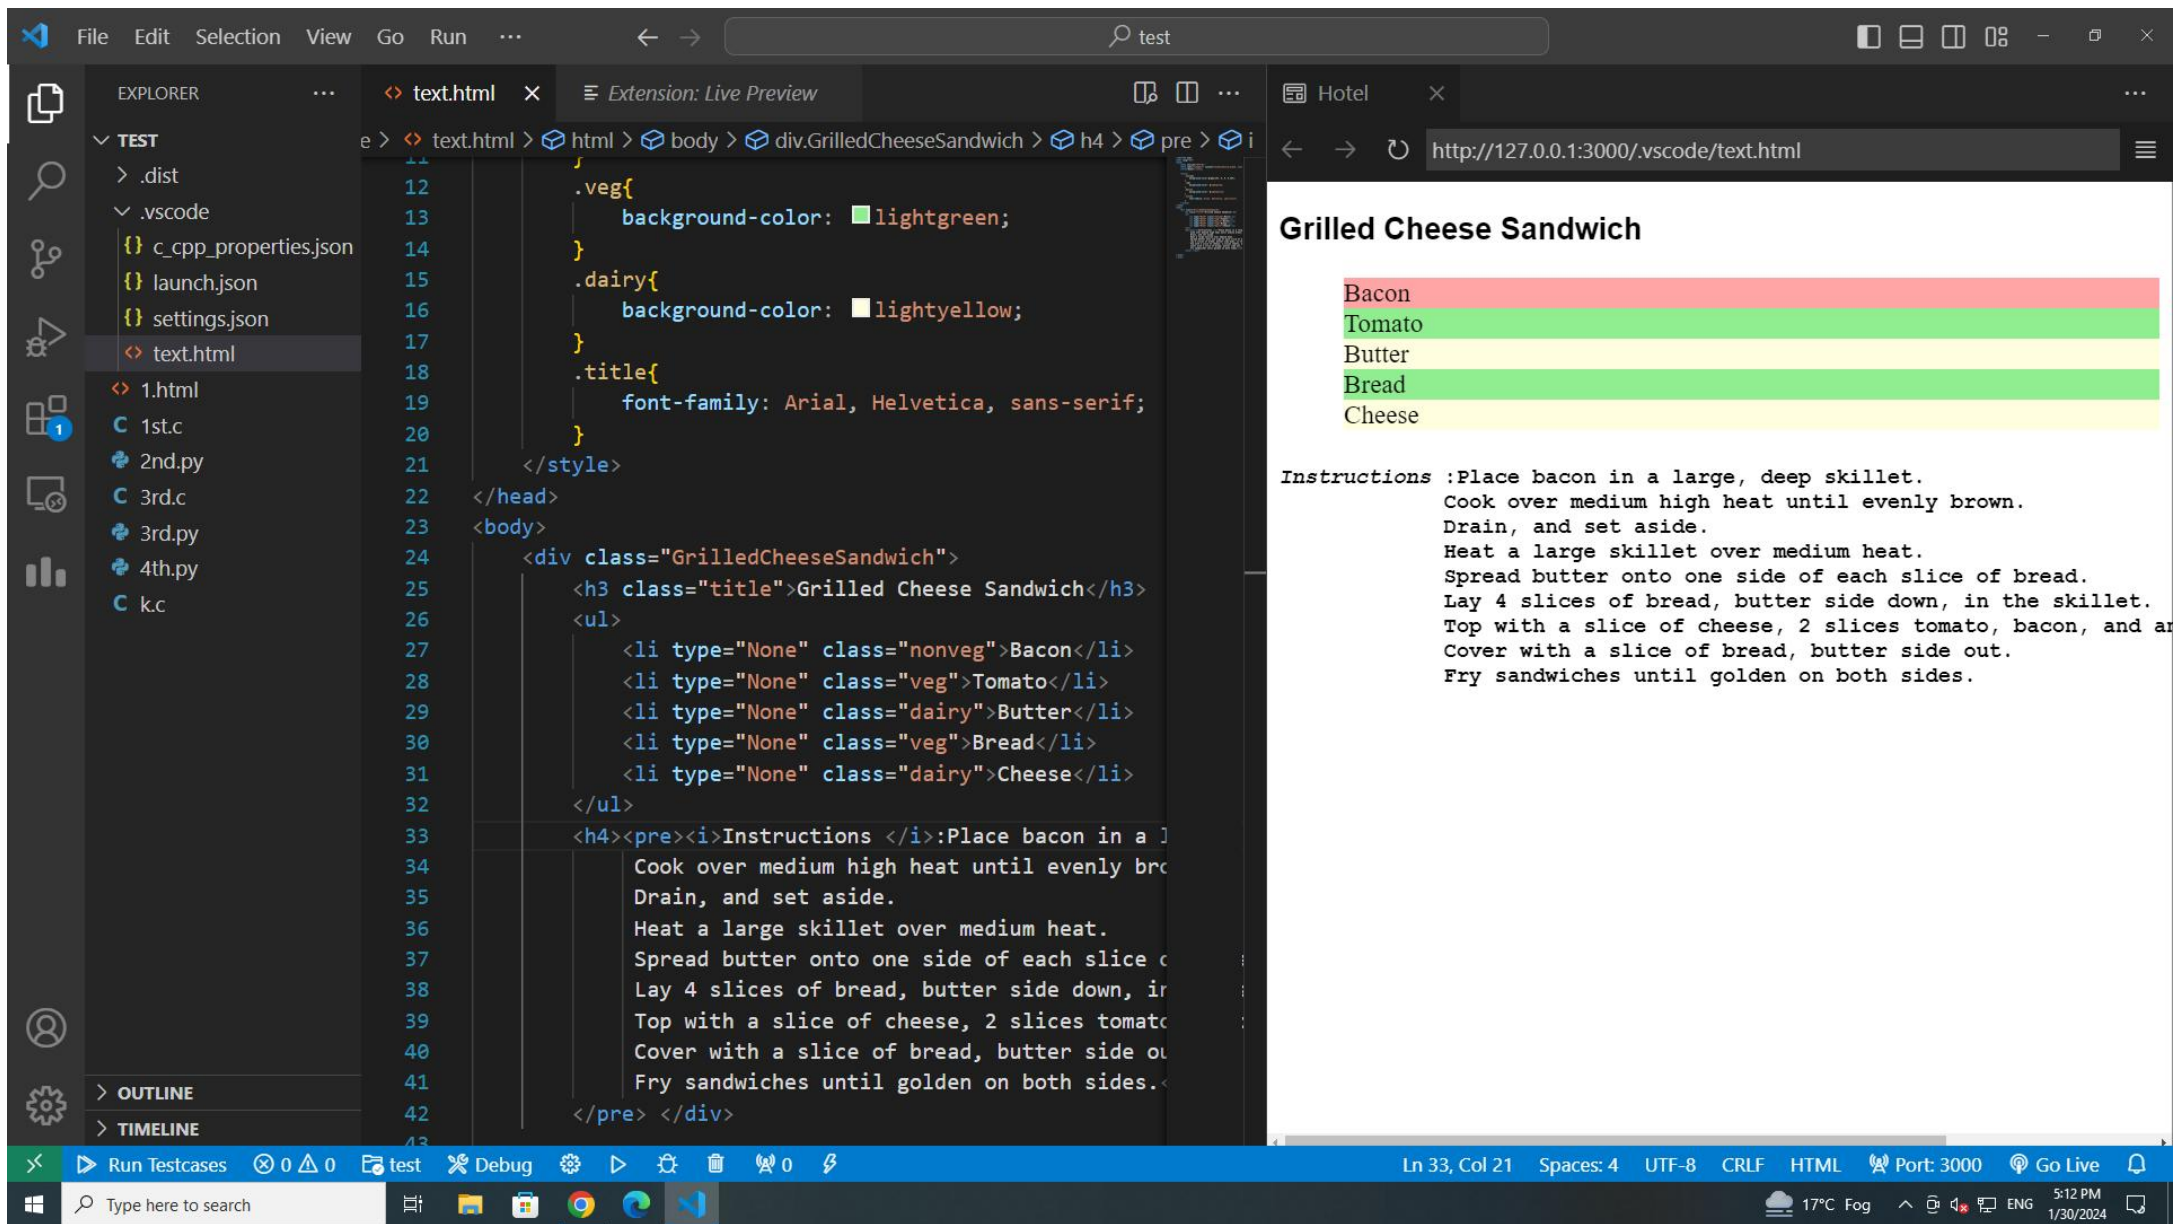 File Edit Selection View Go Run ··· test
EXPLORER ···
TEST
.dist
.vscode
{} c_cpp_properties.json
{} launch.json
{} settings.json
<> text.html
<> 1.html
C 1st.c
2nd.py
C 3rd.c
3rd.py
4th.py
C k.c
OUTLINE
TIMELINE
1
<> text.html × Extension: Live Preview ···
e > <> text.html > html > body > div.GrilledCheeseSandwich > h4 > pre > i
11 }
12 .veg{
13 background-color: lightgreen;
14 }
15 .dairy{
16 background-color: lightyellow;
17 }
18 .title{
19 font-family: Arial, Helvetica, sans-serif;
20 }
21 </style>
22 </head>
23 <body>
24 <div class="GrilledCheeseSandwich">
25 <h3 class="title">Grilled Cheese Sandwich</h3>
26 <ul>
27 <li type="None" class="nonveg">Bacon</li>
28 <li type="None" class="veg">Tomato</li>
29 <li type="None" class="dairy">Butter</li>
30 <li type="None" class="veg">Bread</li>
31 <li type="None" class="dairy">Cheese</li>
32 </ul>
33 <h4><pre><i>Instructions </i>:Place bacon in a
34 Cook over medium high heat until evenly bro
35 Drain, and set aside.
36 Heat a large skillet over medium heat.
37 Spread butter onto one side of each slice
38 Lay 4 slices of bread, butter side down, in
39 Top with a slice of cheese, 2 slices tomato
40 Cover with a slice of bread, butter side ou
41 Fry sandwiches until golden on both sides.<
42 </pre> </div>
43
Hotel × ···
http://127.0.0.1:3000/.vscode/text.html
Grilled Cheese Sandwich
Bacon
Tomato
Butter
Bread
Cheese
Instructions :Place bacon in a large, deep skillet.
Cook over medium high heat until evenly brown.
Drain, and set aside.
Heat a large skillet over medium heat.
Spread butter onto one side of each slice of bread.
Lay 4 slices of bread, butter side down, in the skillet.
Top with a slice of cheese, 2 slices tomato, bacon, and
Cover with a slice of bread, butter side out.
Fry sandwiches until golden on both sides.
Run Testcases 0 0 test Debug 0 Ln 33, Col 21 Spaces: 4 UTF-8 CRLF HTML Port: 3000 Go Live
Type here to search 17°C Fog ENG 5:12 PM
1/30/2024